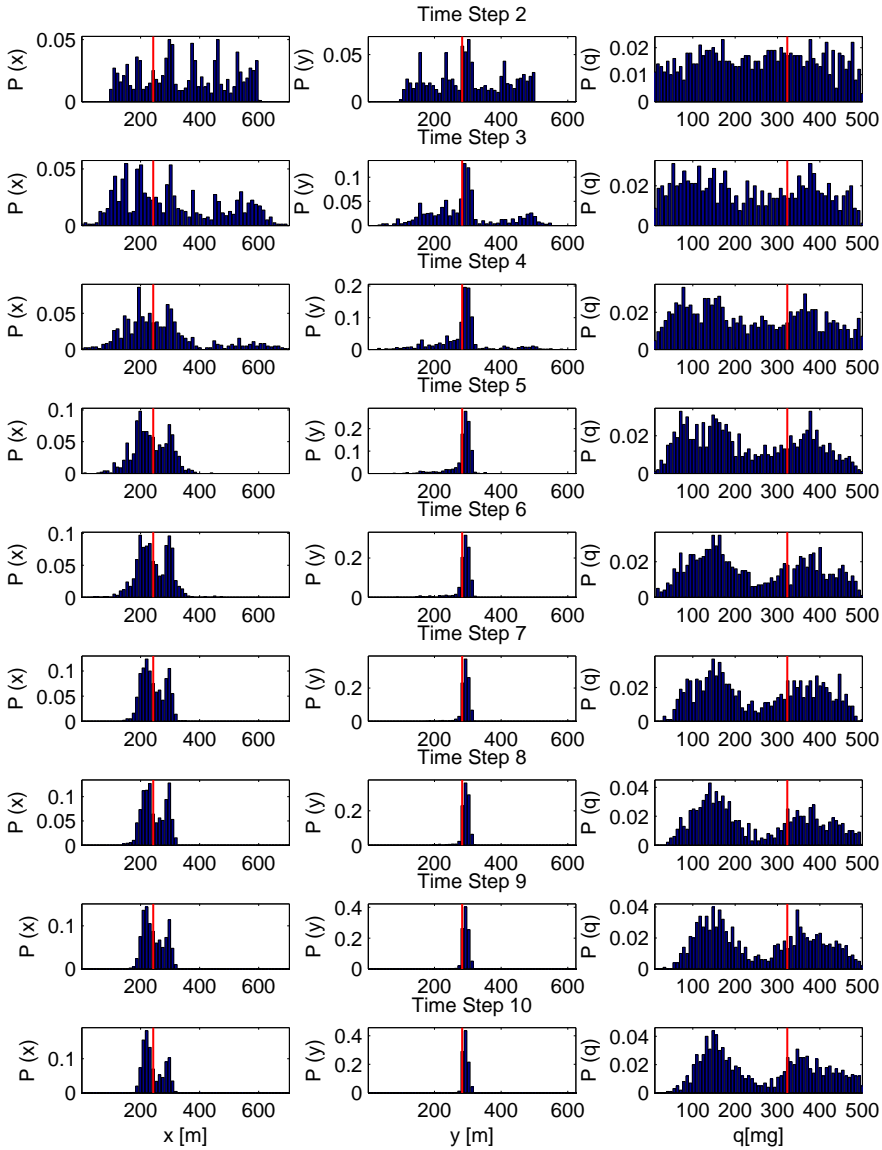 Time Step 2
P (x) 0.05 0
P (y) 0.05 0
P (q) 0.02 0.01 0
200 400 600
200 400 600
100 200 300 400 500
Time Step 3
P (x) 0.05 0
P (y) 0.1 0.05 0
P (q) 0.02 0
200 400 600
200 400 600
100 200 300 400 500
Time Step 4
P (x) 0.05 0
P (y) 0.2 0.1 0
P (q) 0.02 0
200 400 600
200 400 600
100 200 300 400 500
Time Step 5
P (x) 0.1 0.05 0
P (y) 0.2 0
P (q) 0.02 0
200 400 600
200 400 600
100 200 300 400 500
Time Step 6
P (x) 0.1 0.05 0
P (y) 0.2 0
P (q) 0.02 0
200 400 600
200 400 600
100 200 300 400 500
Time Step 7
P (x) 0.1 0.05 0
P (y) 0.2 0
P (q) 0.02 0
200 400 600
200 400 600
100 200 300 400 500
Time Step 8
P (x) 0.1 0.05 0
P (y) 0.2 0
P (q) 0.04 0.02 0
200 400 600
200 400 600
100 200 300 400 500
Time Step 9
P (x) 0.1 0
P (y) 0.4 0.2 0
P (q) 0.04 0.02 0
200 400 600
200 400 600
100 200 300 400 500
Time Step 10
P (x) 0.1 0
P (y) 0.4 0.2 0
P (q) 0.04 0.02 0
200 400 600
200 400 600
100 200 300 400 500
x [m]
y [m]
q[mg]